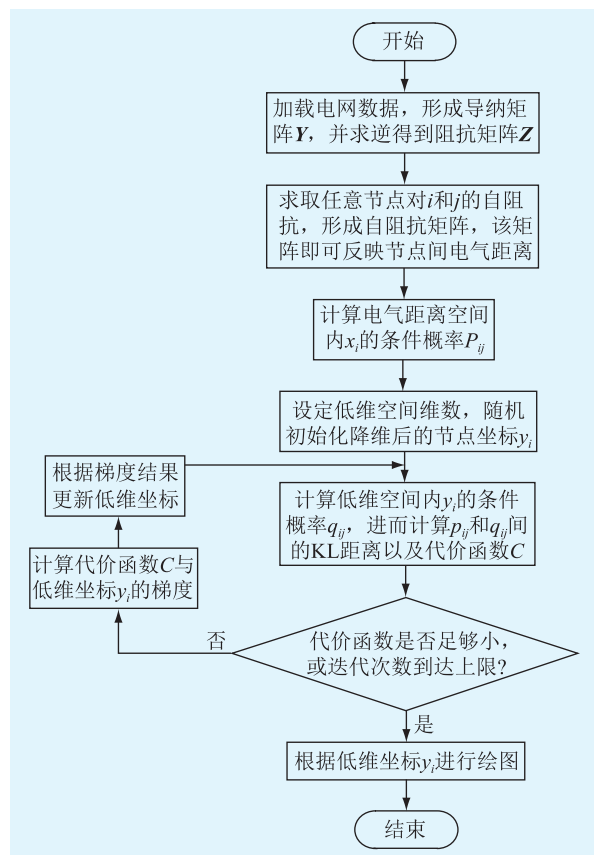 开始
加载电网数据，形成导纳矩
阵Y，并求逆得到阻抗矩阵Z
求取任意节点对i和j的自阻
抗，形成自阻抗矩阵，该矩
阵即可反映节点间电气距离
计算电气距离空间
内xi的条件概率Pij
设定低维空间维数，随机
初始化降维后的节点坐标yi
根据梯度结果
更新低维坐标
计算低维空间内yi的条件
概率qij，进而计算pij和qij间
的KL距离以及代价函数C
计算代价函数C与
低维坐标yi的梯度
否
代价函数是否足够小，
或迭代次数到达上限?
是
根据低维坐标yi进行绘图
结束